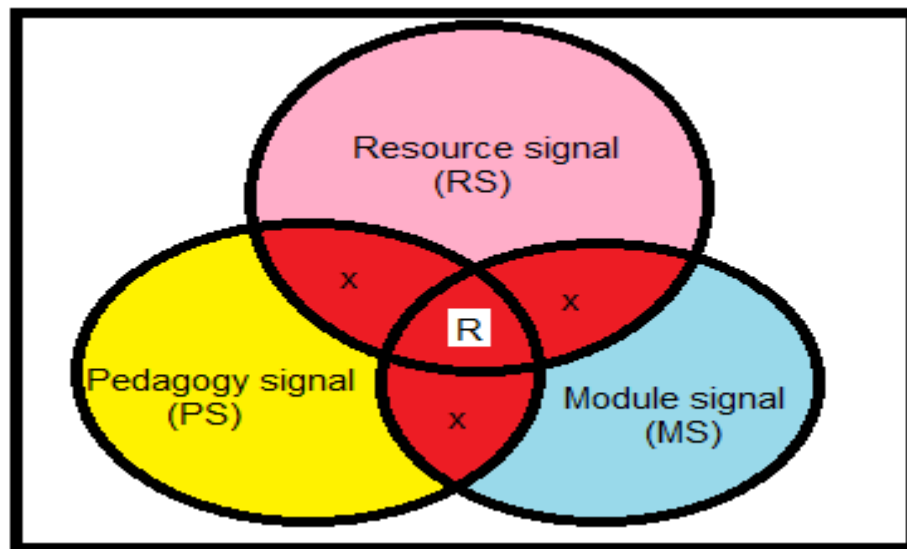 Resource signal
(RS)
x
x
R
Pedagogy signal
(PS)
Module signal
(MS)
x